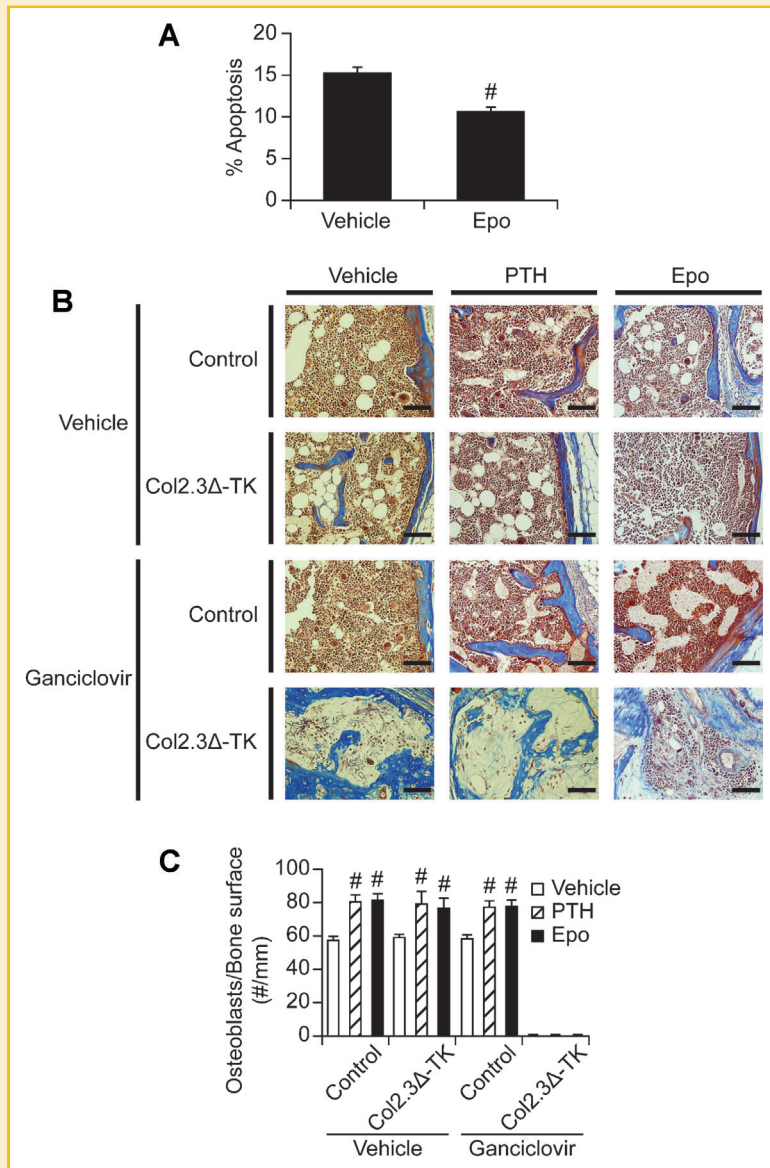 A
% Apoptosis
20
15
10
5
0
#
Vehicle Epo
B
Vehicle PTH Epo
Vehicle
Control
Col2.3Δ-TK
Ganciclovir
Control
Col2.3Δ-TK
C
Osteoblasts/Bone surface
(#/mm)
100
80
60
40
20
0
# # # # # #
Vehicle
PTH
Epo
Control Col2.3Δ-TK Control Col2.3Δ-TK
Vehicle Ganciclovir